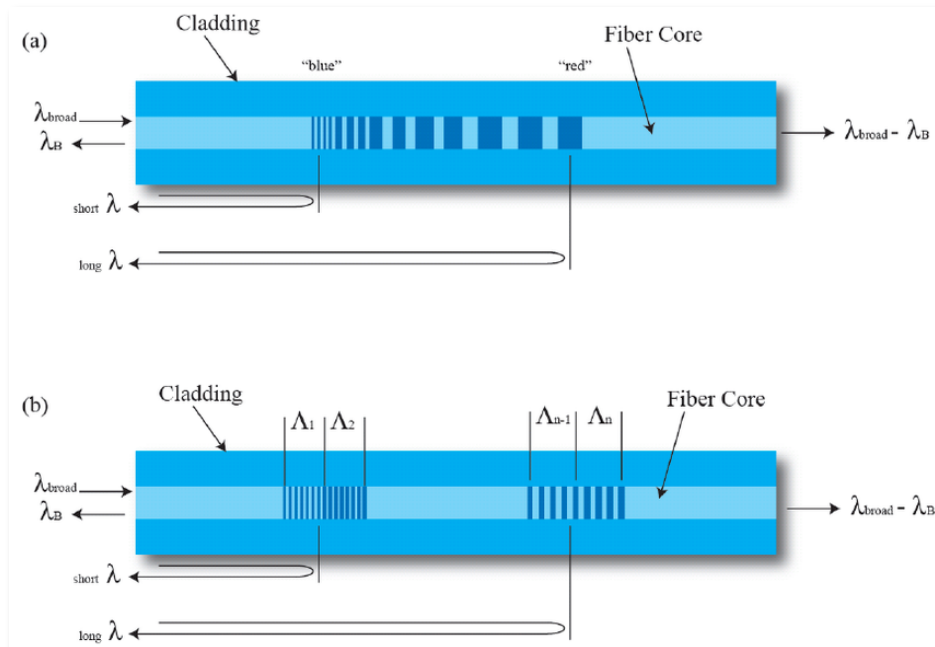 (a)
Cladding
Fiber Core
“blue”
“red”
λbroad
λB
λbroad - λB
short λ
long λ
(b)
Cladding
Fiber Core
Λ1
Λ2
Λn-1
Λn
λbroad
λB
λbroad - λB
short λ
long λ